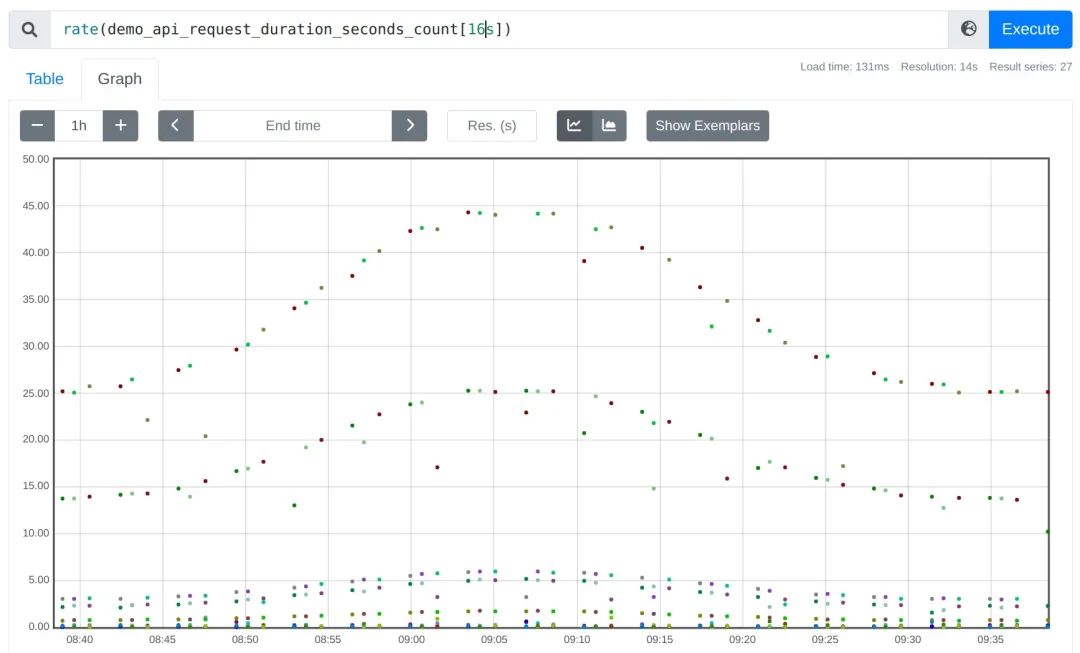 rate(demo_api_request_duration_seconds_count[16s])
Execute
Load time: 131ms Resolution: 14s Result series: 27
Table
Graph
1h
End time
Res. (s)
Show Exemplars
50.00
45.00
40.00
35.00
30.00
25.00
20.00
15.00
10.00
5.00
0.00
08:40 08:45 08:50 08:55 09:00 09:05 09:10 09:15 09:20 09:25 09:30 09:35